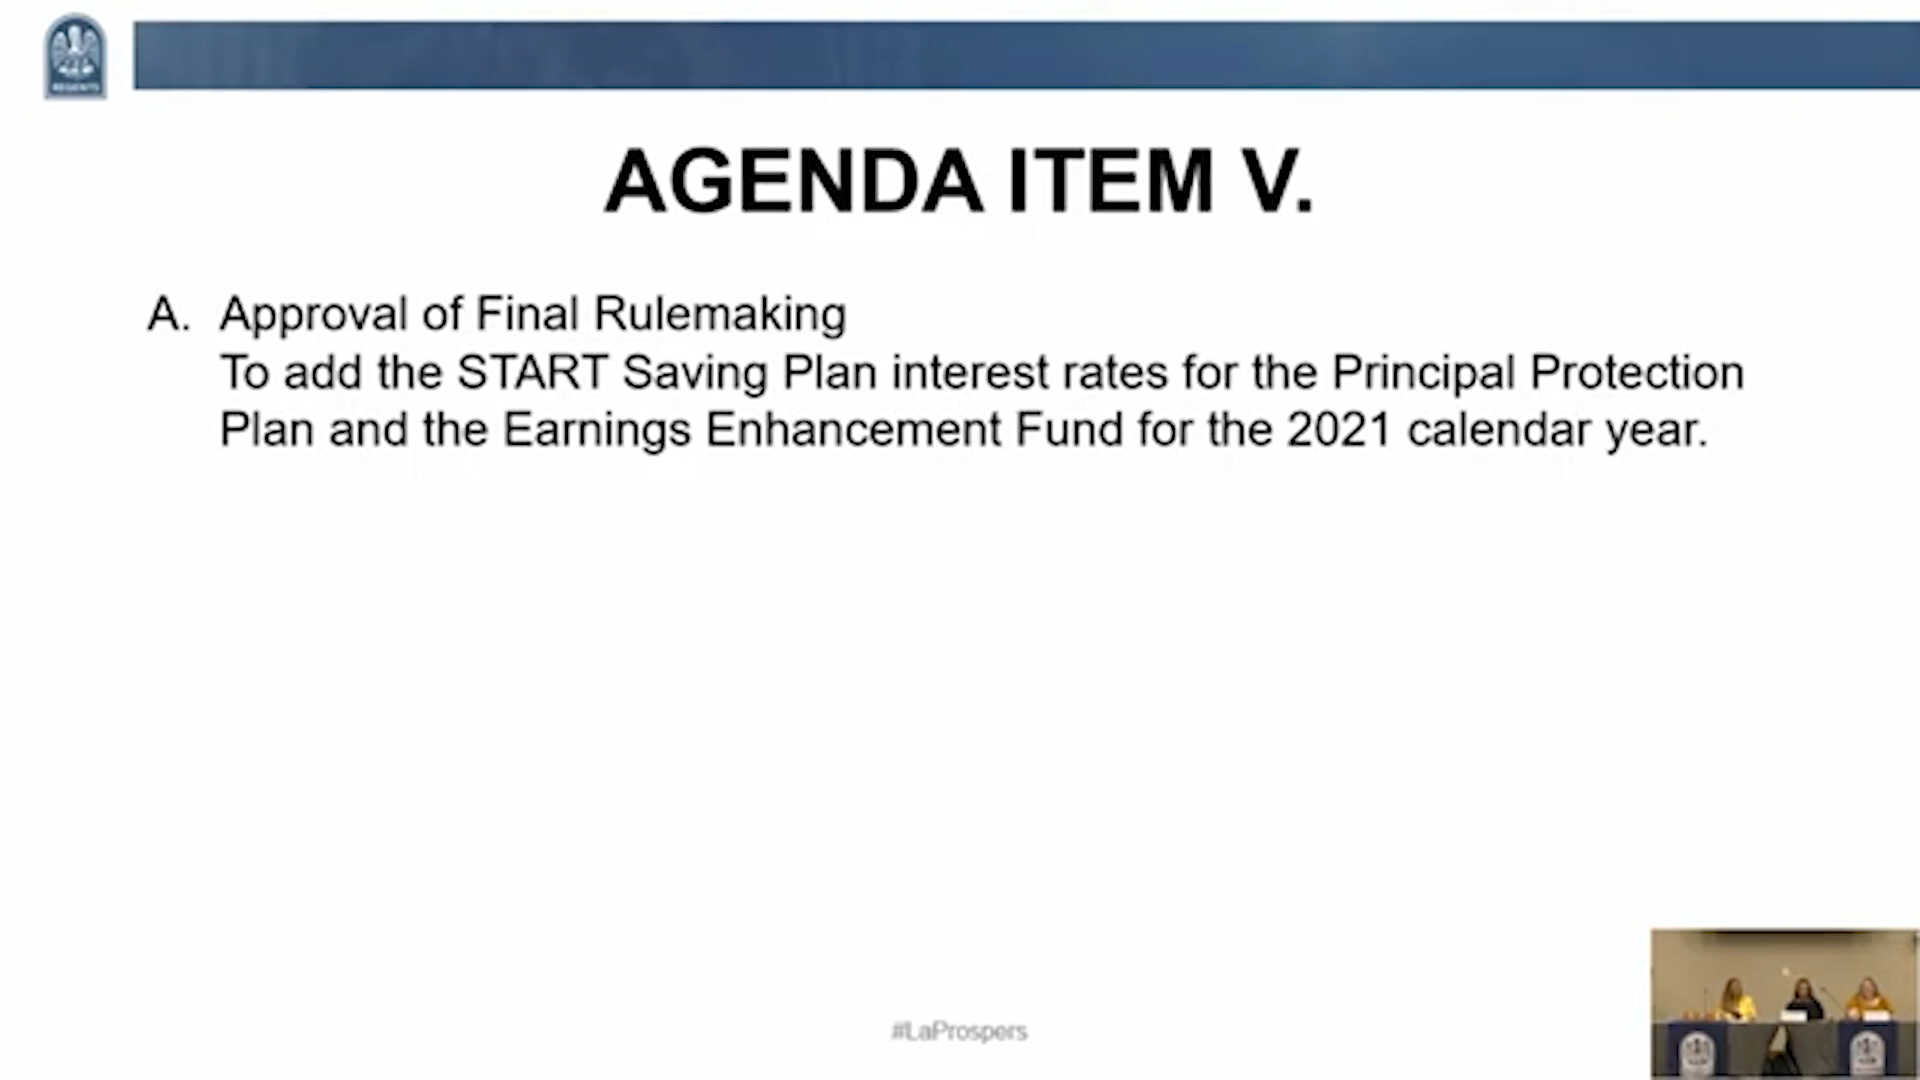 REGENTS
AGENDA ITEM V.
A. Approval of Final Rulemaking
To add the START Saving Plan interest rates for the Principal Protection
Plan and the Earnings Enhancement Fund for the 2021 calendar year.
#LaProspers